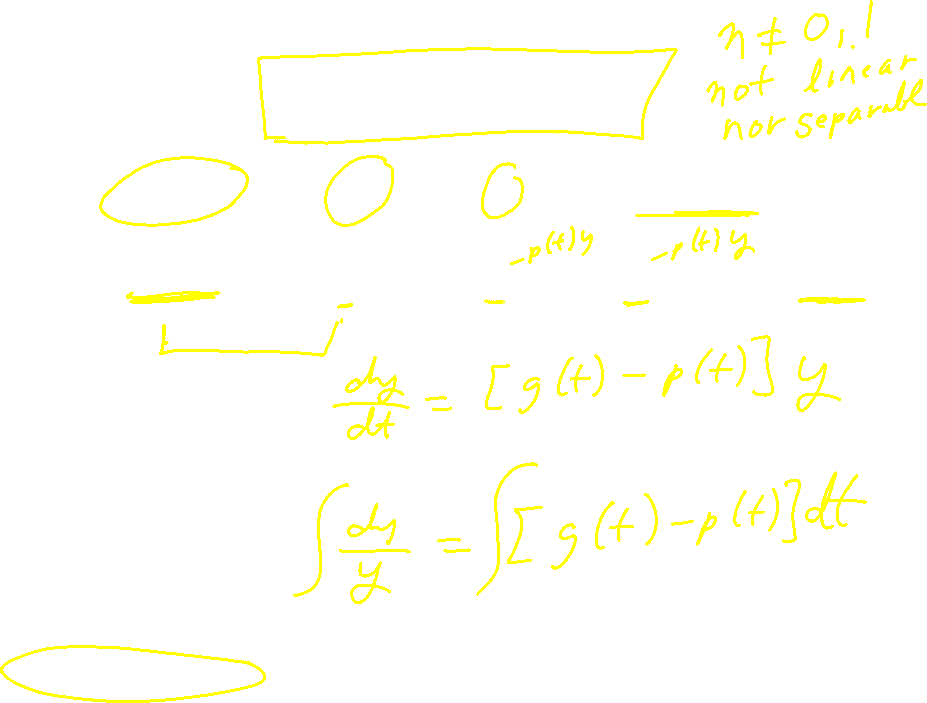 n ≠ 0, 1
not linear
nor separable
-p(t)y -p(t)y
dy/dt = [g(t) - p(t)] y
∫ dy/y = ∫ [g(t) - p(t)] dt